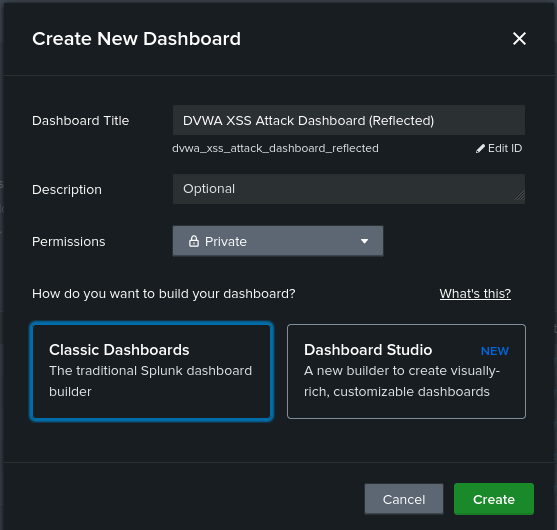 Create New Dashboard
Dashboard Title
DVWA XSS Attack Dashboard (Reflected)
dvwa_xss_attack_dashboard_reflected
Edit ID
Description
Optional
Permissions
Private
How do you want to build your dashboard?
What's this?
Classic Dashboards
The traditional Splunk dashboard
builder
Dashboard Studio
NEW
A new builder to create visually-
rich, customizable dashboards
Cancel
Create